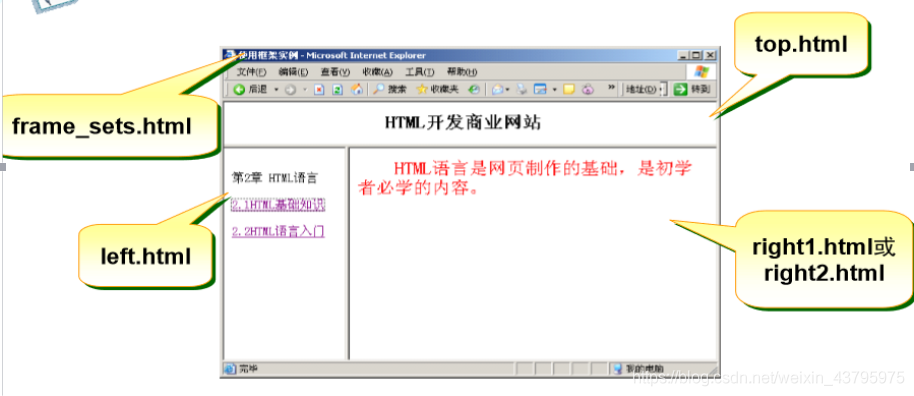 使用框架实例 - Microsoft Internet Explorer
文件(F) 编辑(E) 查看(V) 收藏(A) 工具(T) 帮助(H)
后退 搜索 收藏夹 » 地址(D) 转到
top.html
HTML开发商业网站
frame_sets.html
第2章 HTML语言
2.1HTML基础知识
2.2HTML语言入门
HTML语言是网页制作的基础，是初学
者必学的内容。
left.html
right1.html或
right2.html
完毕 我的电脑
https://blog.csdn.net/weixin_43795975